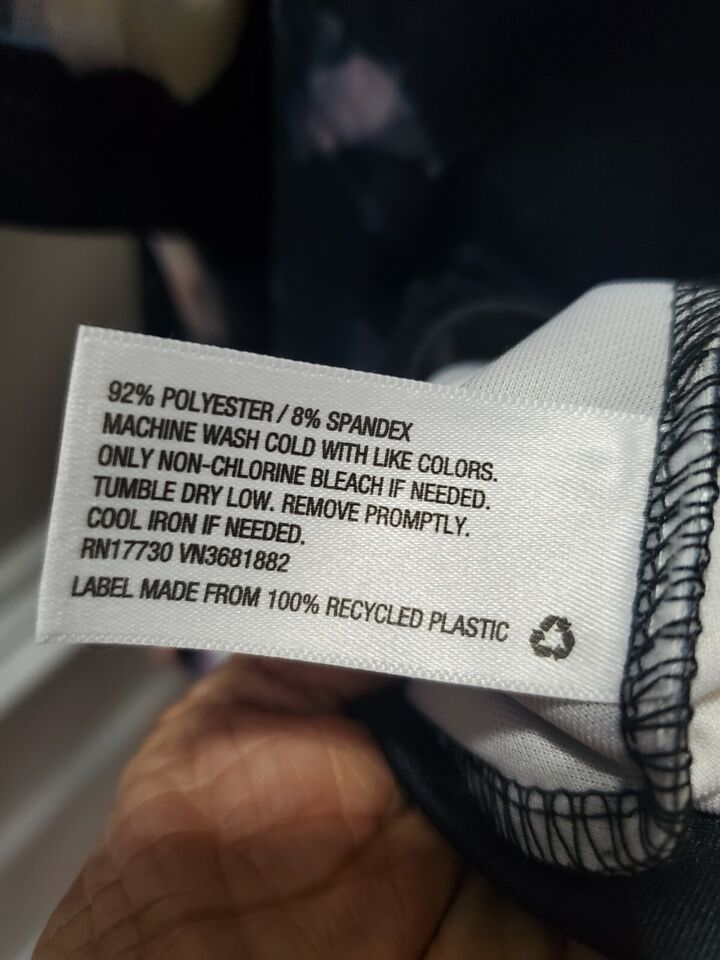 92% POLYESTER / 8% SPANDEX
MACHINE WASH COLD WITH LIKE COLORS.
ONLY NON-CHLORINE BLEACH IF NEEDED.
TUMBLE DRY LOW. REMOVE PROMPTLY.
COOL IRON IF NEEDED.
RN17730 VN3681882
LABEL MADE FROM 100% RECYCLED PLASTIC